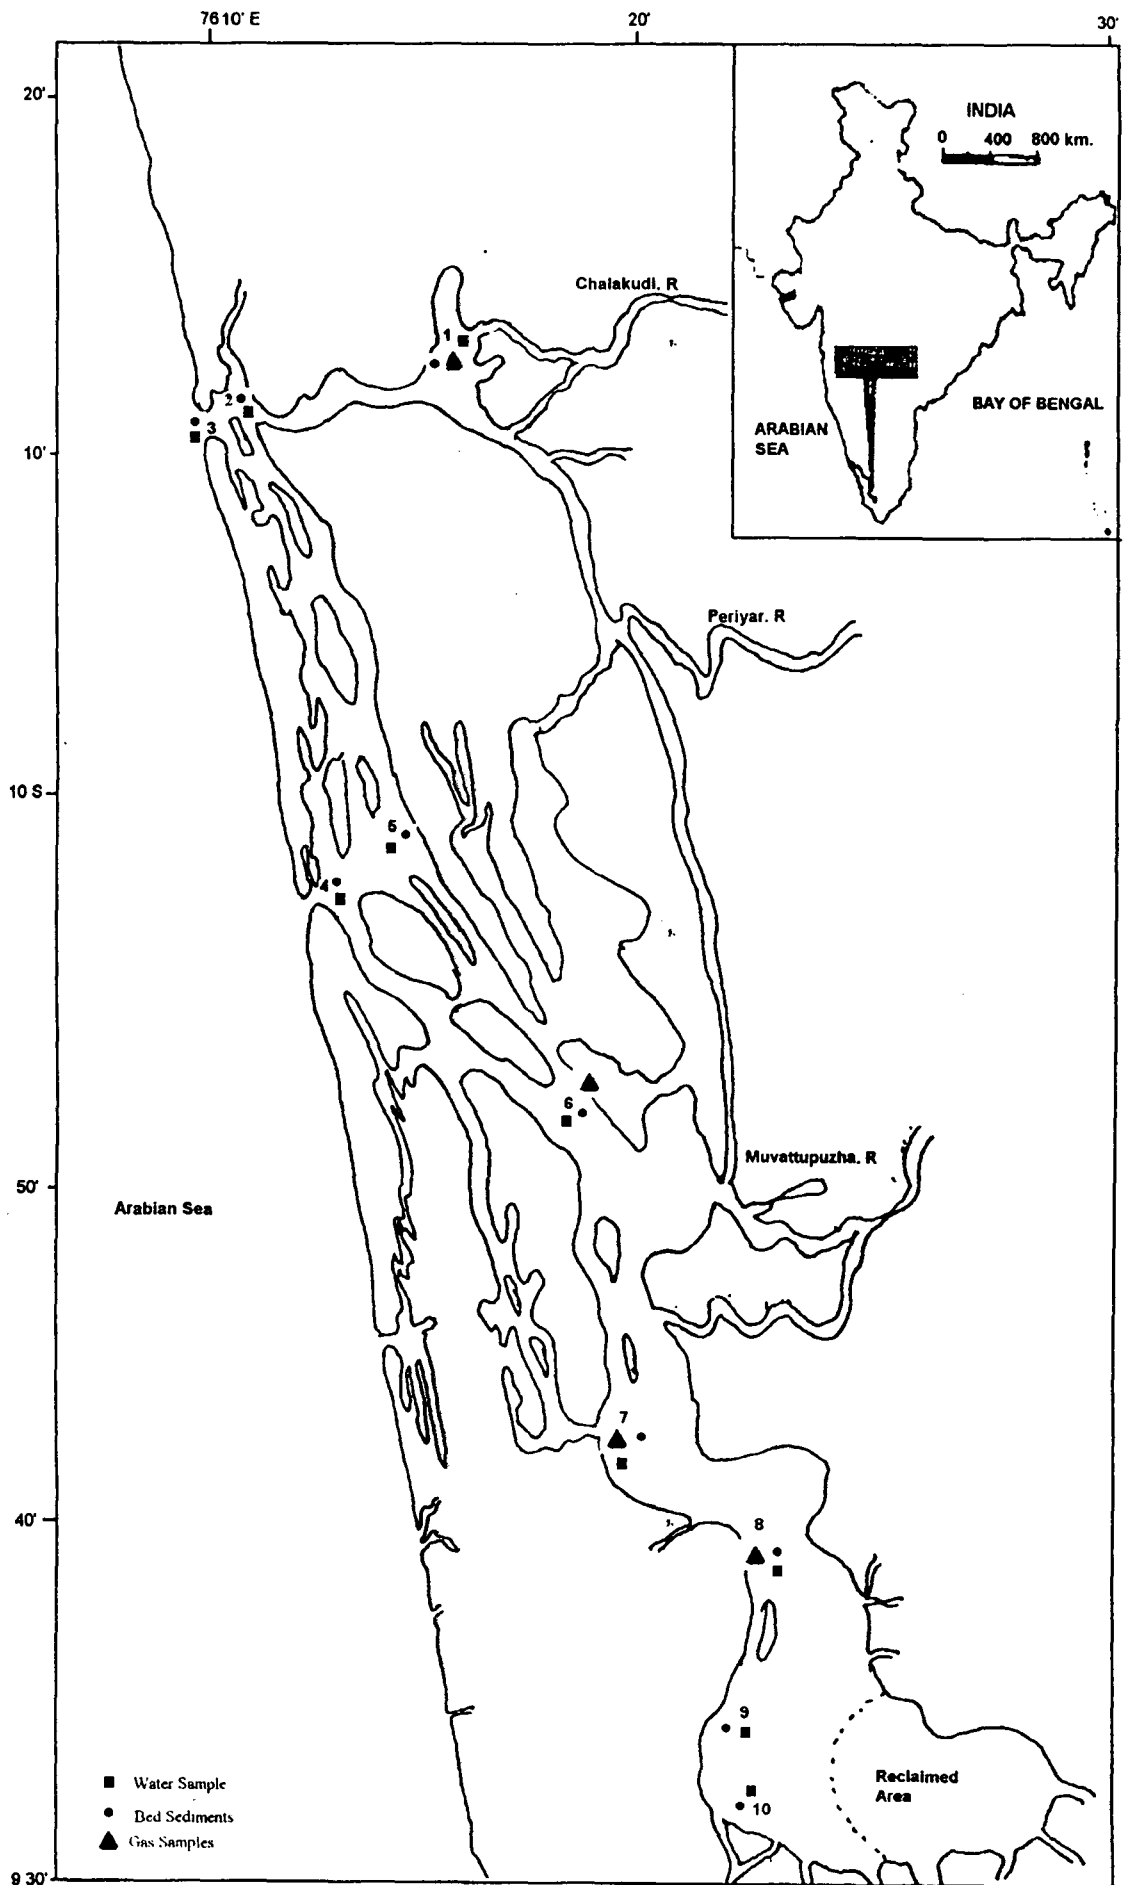 76 10' E
20'
30'
20'
INDIA
0 400 800 km.
Chalakudi. R
1
2
3
BAY OF BENGAL
ARABIAN
SEA
10'
Periyar. R
10 S
5
4
6
Muvattupuzha. R
50'
Arabian Sea
7
40'
8
9
Reclaimed
Area
10
Water Sample
Bed Sediments
Gas Samples
9 30'